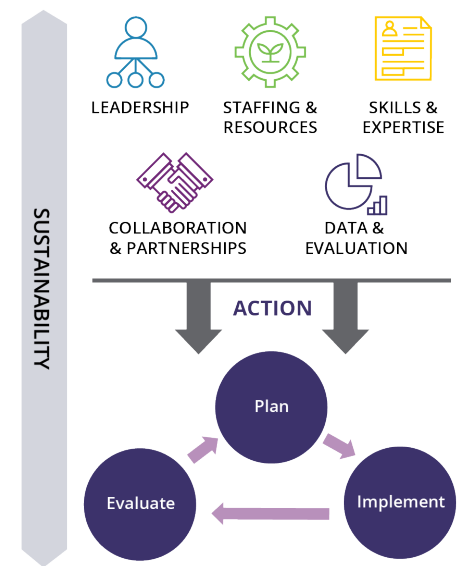 SUSTAINABILITY
LEADERSHIP
STAFFING &
RESOURCES
SKILLS &
EXPERTISE
COLLABORATION
& PARTNERSHIPS
DATA &
EVALUATION
ACTION
Plan
Evaluate
Implement